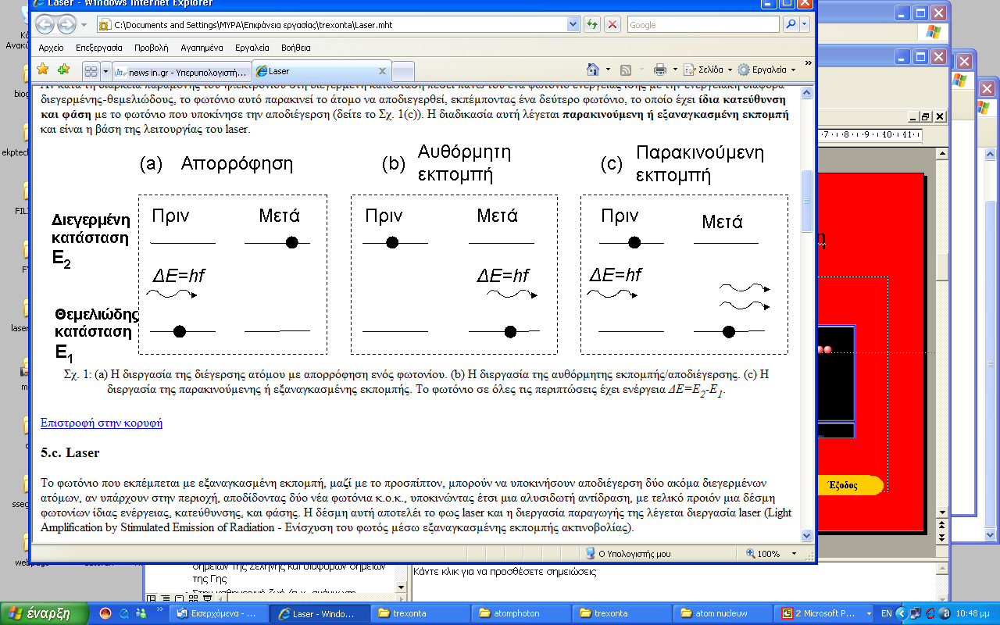 Laser - Windows Internet Explorer
C:\Documents and Settings\MYPA\Επιφάνεια εργασίας\trexonta\Laser.mht
Google
Αρχείο Επεξεργασία Προβολή Αγαπημένα Εργαλεία Βοήθεια
news in.gr - Υπερυπολογιστή...
Laser
Σελίδα
Εργαλεία
διεγερμένης-θεμελιώδους, το φωτόνιο αυτό παρακινεί το άτομο να αποδιεγερθεί, εκπέμποντας ένα δεύτερο φωτόνιο, το οποίο έχει ίδια κατεύθυνση
και φάση με το φωτόνιο που υποκίνησε την αποδιέγερση (δείτε το Σχ. 1(c)). Η διαδικασία αυτή λέγεται παρακινούμενη ή εξαναγκασμένη εκπομπή
και είναι η βάση της λειτουργίας του laser.
(a) Απορρόφηση
(b) Αυθόρμητη
εκπομπή
(c) Παρακινούμενη
εκπομπή
Διεγερμένη
κατάσταση
E2
Πριν Μετά Πριν Μετά Πριν Μετά
ΔE=hf ΔE=hf ΔE=hf
Θεμελιώδης
κατάσταση
E1
Σχ. 1: (a) Η διεργασία της διέγερσης ατόμου με απορρόφηση ενός φωτονίου. (b) Η διεργασία της αυθόρμητης εκπομπής/αποδιέγερσης. (c) Η
διεργασία της παρακινούμενης ή εξαναγκασμένης εκπομπής. Το φωτόνιο σε όλες τις περιπτώσεις έχει ενέργεια ΔE=E2-E1.
Επιστροφή στην κορυφή
5.c. Laser
Το φωτόνιο που εκπέμπεται με εξαναγκασμένη εκπομπή, μαζί με το προσπίπτον, μπορούν να υποκινήσουν αποδιέγερση δύο ακόμα διεγερμένων
ατόμων, αν υπάρχουν στην περιοχή, αποδίδοντας δύο νέα φωτόνια κ.ο.κ., υποκινώντας έτσι μια αλυσιδωτή αντίδραση, με τελικό προιόν μια δέσμη
φωτονίων ίδιας ενέργειας, κατεύθυνσης, και φάσης. Η δέσμη αυτή αποτελέι το φως laser και η διεργασία παραγωγής της λέγεται διεργασία laser (Light
Amplification by Stimulated Emission of Radiation - Ενίσχυση του φωτός μέσω εξαναγκασμένης εκπομπής ακτινοβολίας).
Ο Υπολογιστής μου
100%
·7·ι·8·ι·9·ι·10·ι·11·ι
Έξοδος
της Γης
Κάντε κλικ για να προσθέσετε σημειώσεις
έναρξη
Εισερχόμενα - ...
Laser - Windo...
trexonta
atomphoton
trexonta
atom nucleuw
2 Microsoft P...
EN
10:48 μμ